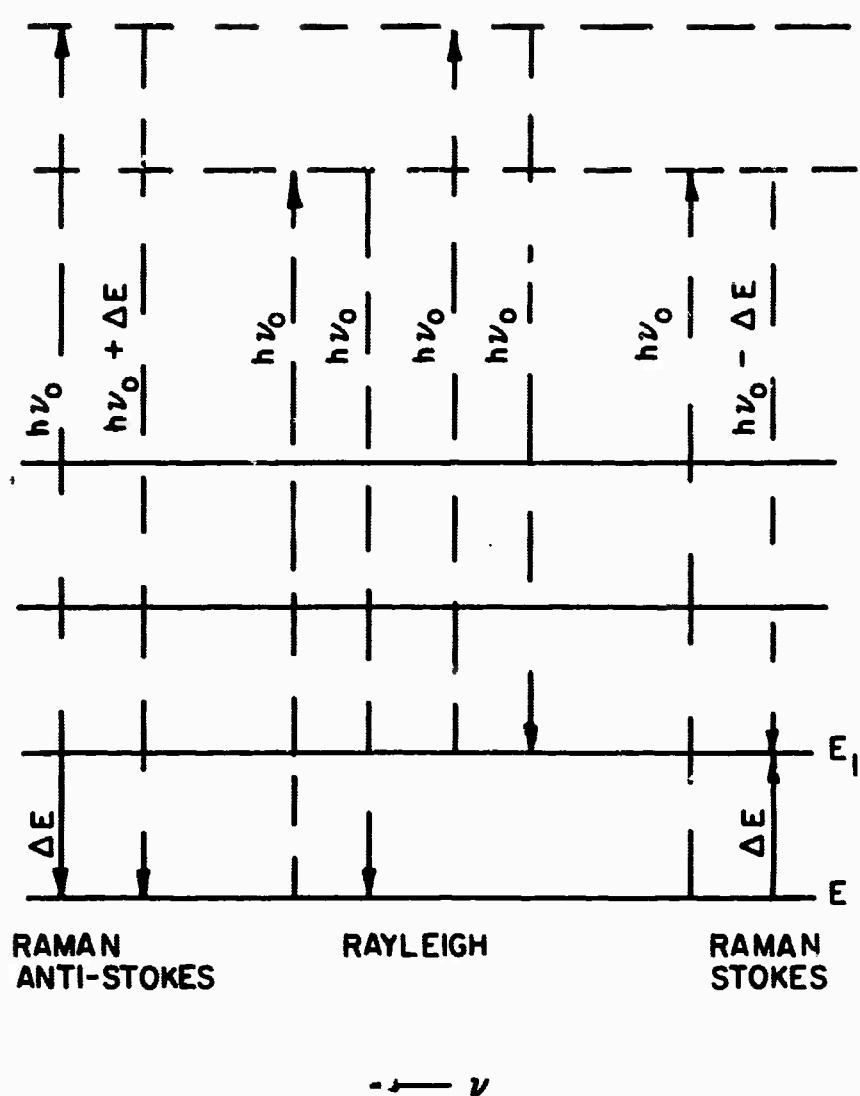 hν₀
hν₀ + ΔE
hν₀
hν₀
hν₀
hν₀
hν₀
hν₀ - ΔE
E₁
ΔE
ΔE
E
RAMAN
ANTI-STOKES
RAYLEIGH
RAMAN
STOKES
ν